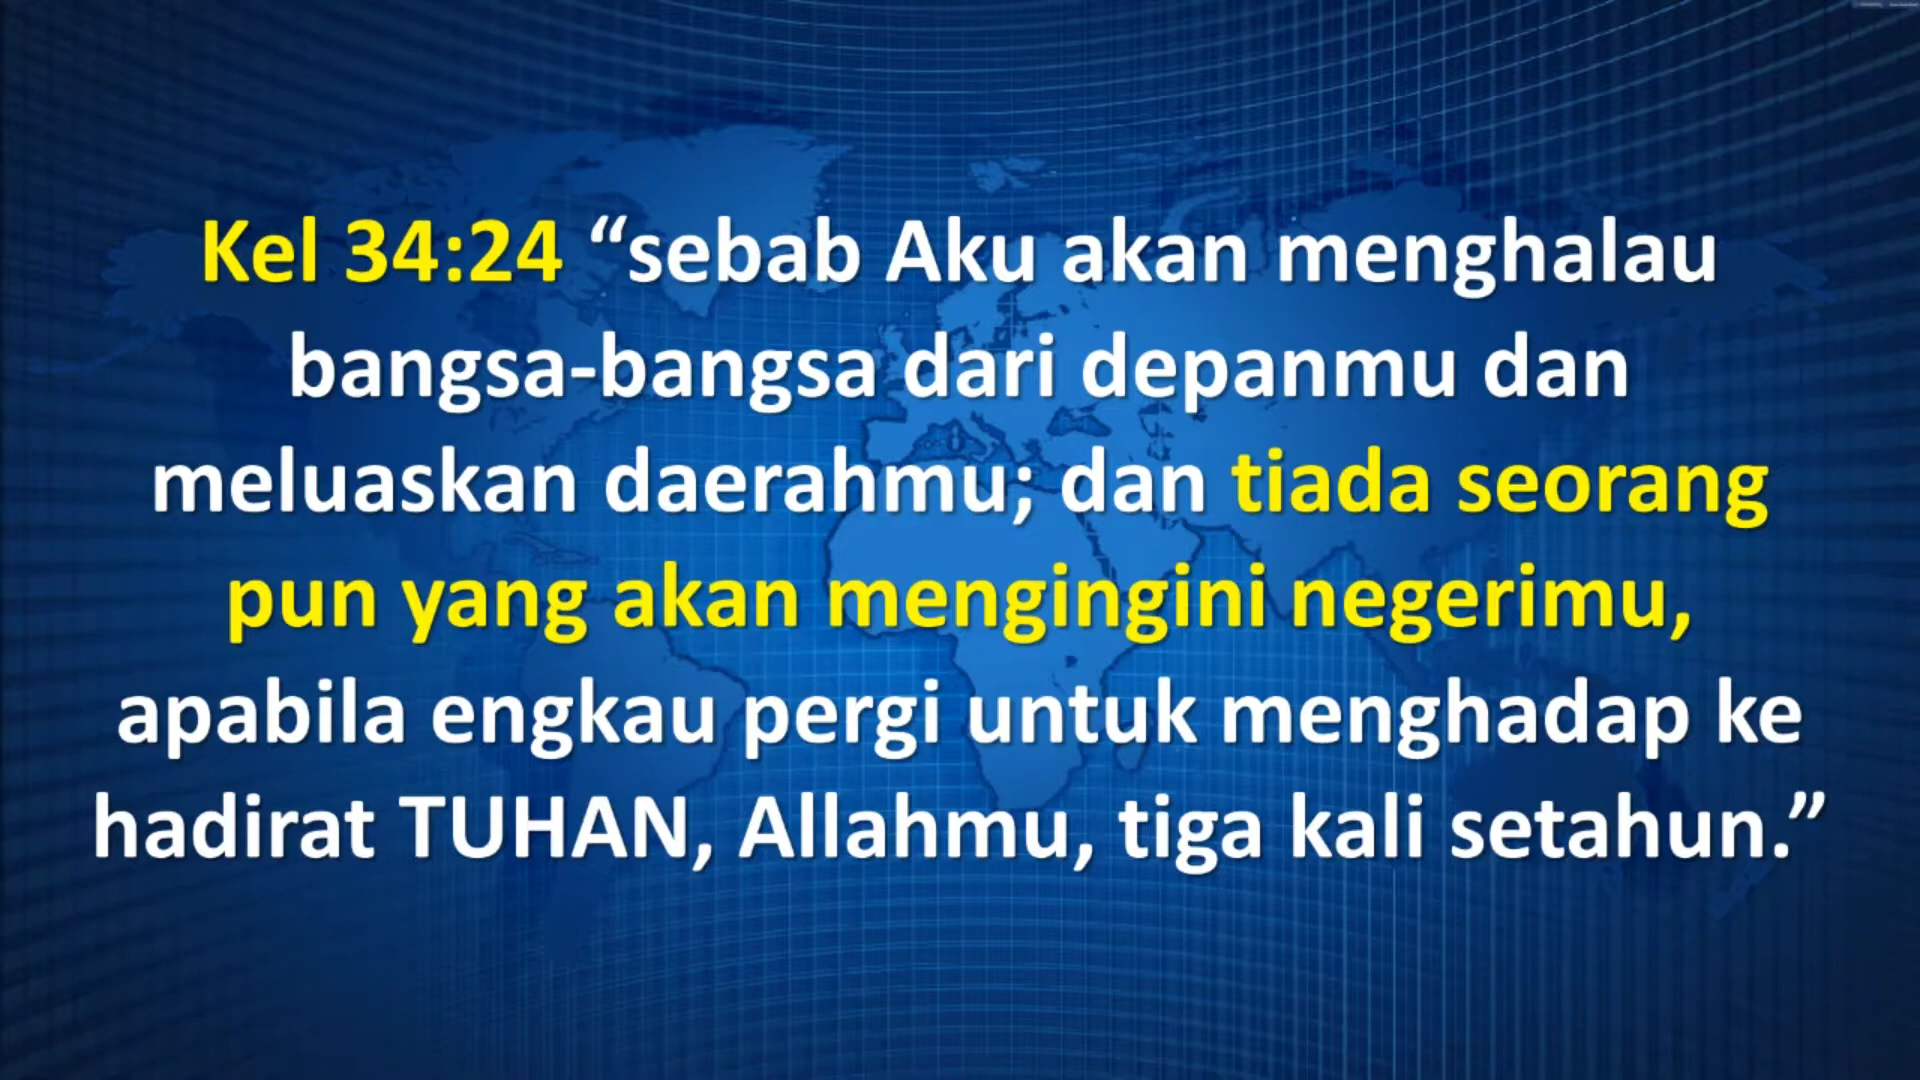 Kel 34:24 “sebab Aku akan menghalau
bangsa-bangsa dari depanmu dan
meluaskan daerahmu; dan tiada seorang
pun yang akan mengingini negerimu,
apabila engkau pergi untuk menghadap ke
hadirat TUHAN, Allahmu, tiga kali setahun.”